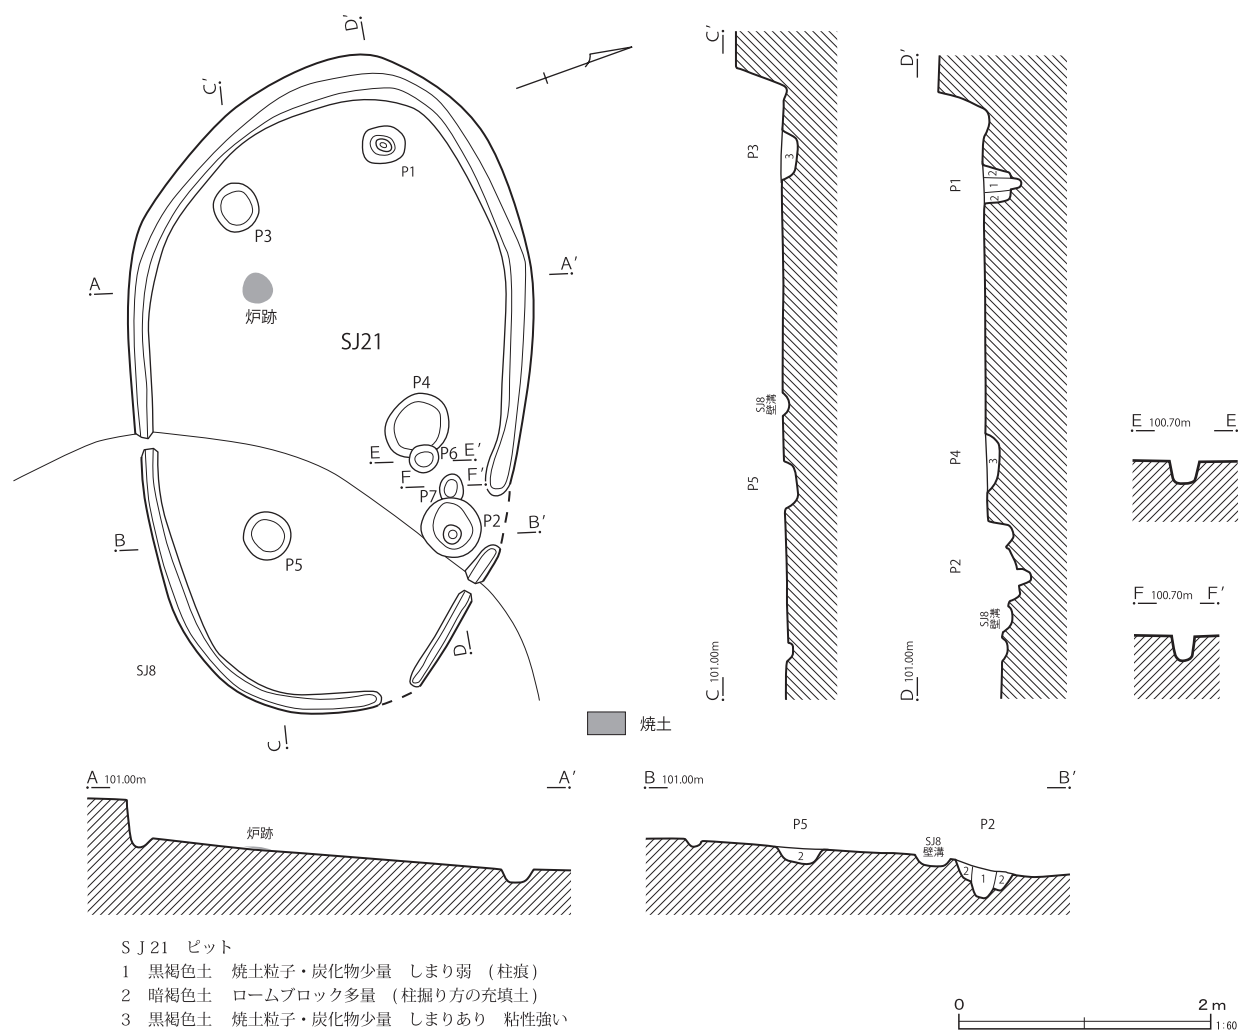 D′
C′
P1
P3
A
A′
炉跡
SJ21
P4
E
P6
E′
F
F′
P7
P2
B′
B
P5
SJ8
D
C
焼土
C′
P3
SJ8
壁溝
P5
C 101.00m
D′
P1
2
1
2
3
P4
3
P2
SJ8
壁溝
D 101.00m
E 100.70m
E
F 100.70m
F′
A 101.00m
A′
炉跡
B 101.00m
B′
P5
P2
SJ8
壁溝
2
2
1
2
SJ21 ピット
1 黒褐色土 焼土粒子・炭化物少量 しまり弱 (柱痕)
2 暗褐色土 ロームブロック多量 (柱掘り方の充填土)
3 黒褐色土 焼土粒子・炭化物少量 しまりあり 粘性強い
0 2m
1:60